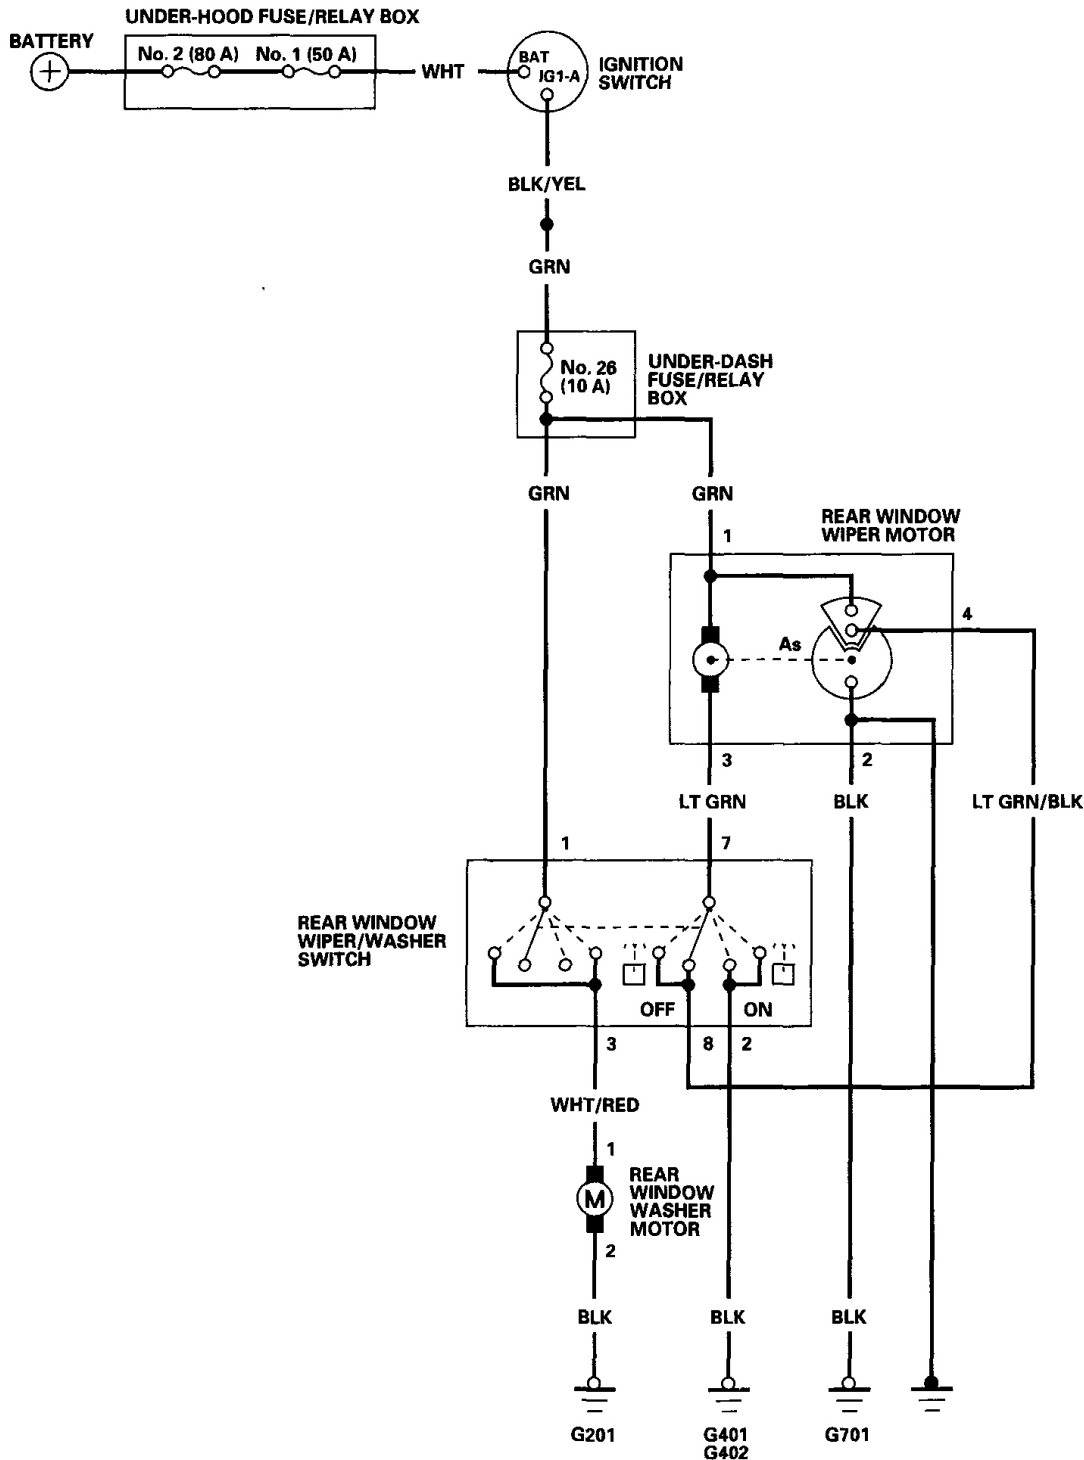 UNDER-HOOD FUSE/RELAY BOX
BATTERY
No. 2 (80 A)
No. 1 (50 A)
WHT
BAT
IG1-A
IGNITION
SWITCH
BLK/YEL
GRN
No. 26
(10 A)
UNDER-DASH
FUSE/RELAY
BOX
GRN
GRN
REAR WINDOW
WIPER MOTOR
1
4
As
3
2
LT GRN
BLK
LT GRN/BLK
1
7
REAR WINDOW
WIPER/WASHER
SWITCH
OFF
ON
3
8
2
WHT/RED
1
M
REAR
WINDOW
WASHER
MOTOR
2
BLK
BLK
BLK
G201
G401
G402
G701